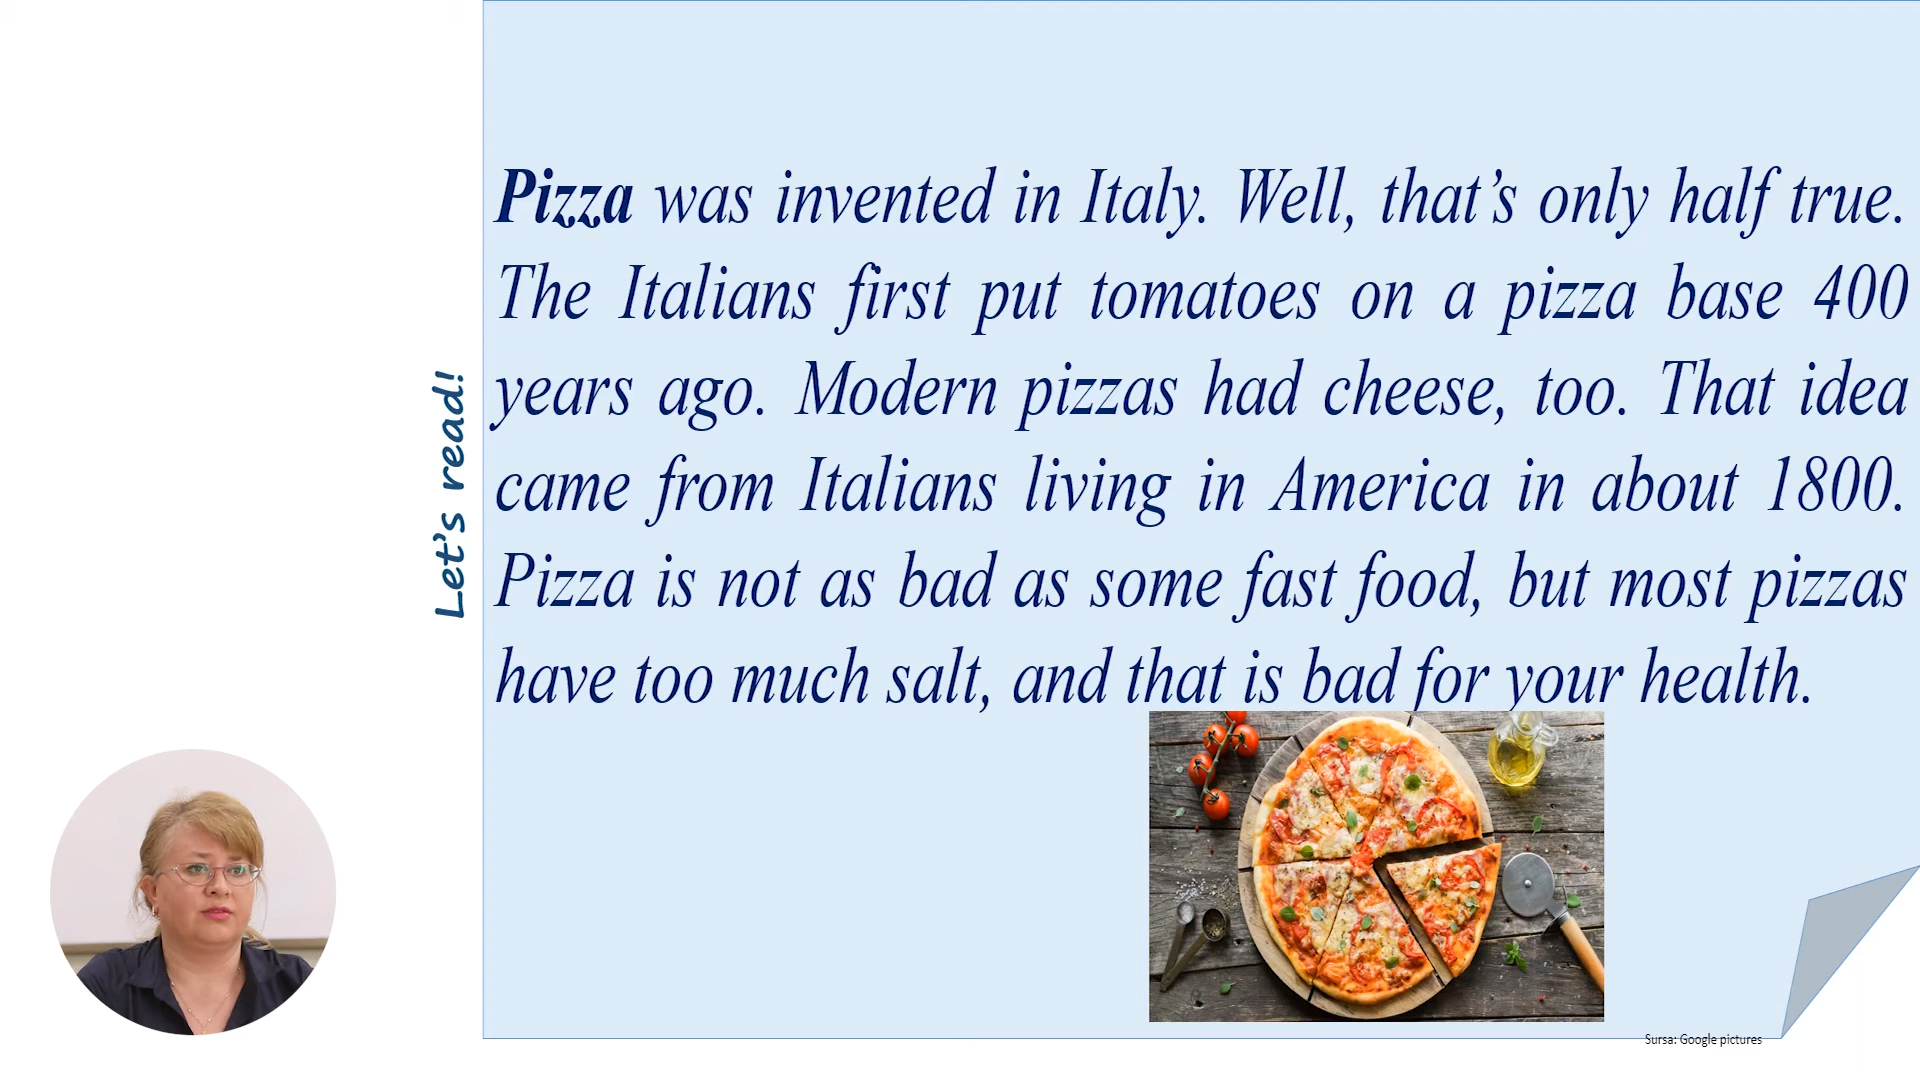 Let's read!
Pizza was invented in Italy. Well, that’s only half true.
The Italians first put tomatoes on a pizza base 400
years ago. Modern pizzas had cheese, too. That idea
came from Italians living in America in about 1800.
Pizza is not as bad as some fast food, but most pizzas
have too much salt, and that is bad for your health.
Sursa: Google pictures